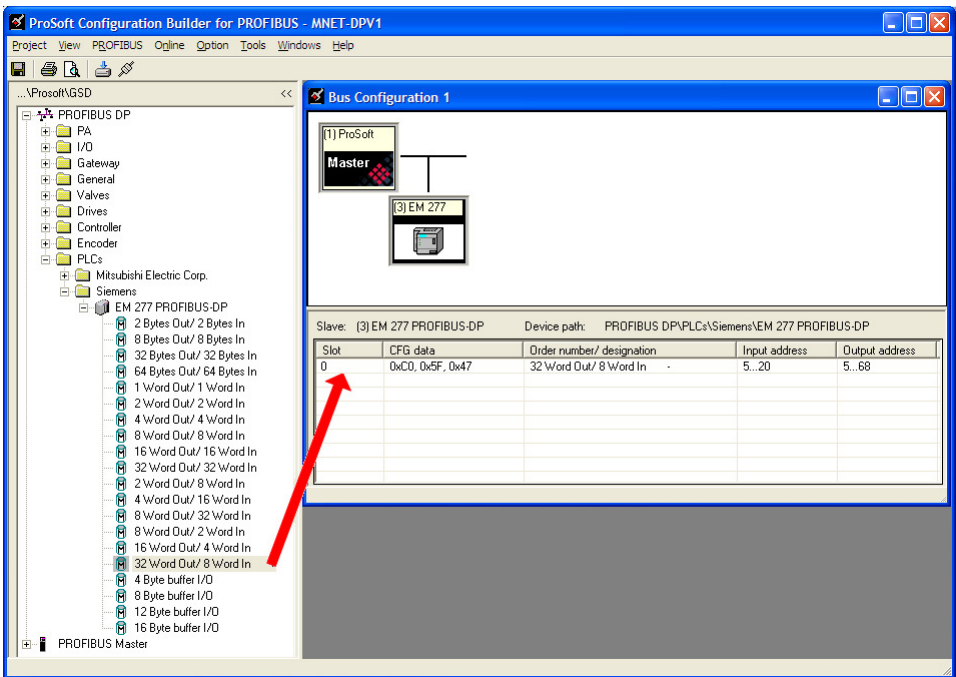 ProSoft Configuration Builder for PROFIBUS - MNET-DPV1
Project View PROFIBUS Online Option Tools Windows Help
...\Prosoft\GSD <<
PROFIBUS DP
PA
I/O
Gateway
General
Valves
Drives
Controller
Encoder
PLCs
Mitsubishi Electric Corp.
Siemens
EM 277 PROFIBUS-DP
2 Bytes Out/ 2 Bytes In
8 Bytes Out/ 8 Bytes In
32 Bytes Out/ 32 Bytes In
64 Bytes Out/ 64 Bytes In
1 Word Out/ 1 Word In
2 Word Out/ 2 Word In
4 Word Out/ 4 Word In
8 Word Out/ 8 Word In
16 Word Out/ 16 Word In
32 Word Out/ 32 Word In
2 Word Out/ 8 Word In
4 Word Out/ 16 Word In
8 Word Out/ 32 Word In
8 Word Out/ 2 Word In
16 Word Out/ 4 Word In
32 Word Out/ 8 Word In
4 Byte buffer I/O
8 Byte buffer I/O
12 Byte buffer I/O
16 Byte buffer I/O
PROFIBUS Master
Bus Configuration 1
(1) ProSoft
Master
(3) EM 277
Slave: (3) EM 277 PROFIBUS-DP Device path: PROFIBUS DP\PLCs\Siemens\EM 277 PROFIBUS-DP
Slot CFG data Order number/ designation Input address Output address
0 0xC0, 0x5F, 0x47 32 Word Out/ 8 Word In - 5...20 5...68